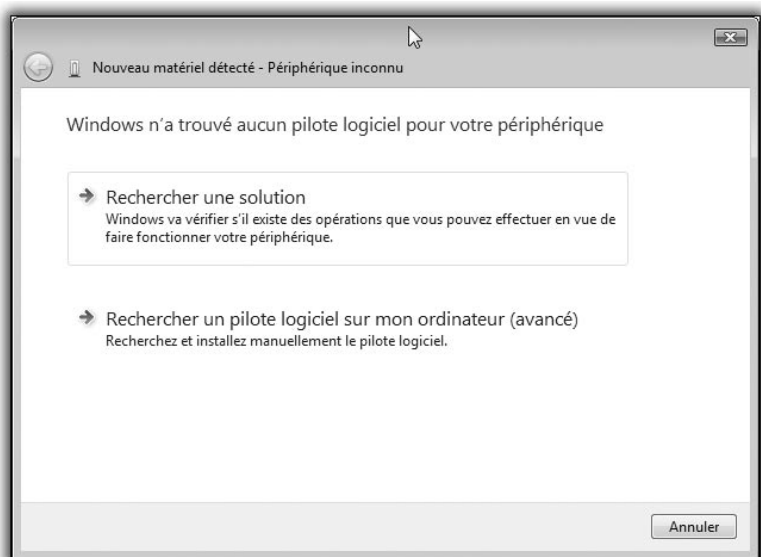 Nouveau matériel détecté - Périphérique inconnu
Windows n’a trouvé aucun pilote logiciel pour votre périphérique
Rechercher une solution
Windows va vérifier s'il existe des opérations que vous pouvez effectuer en vue de
faire fonctionner votre périphérique.
Rechercher un pilote logiciel sur mon ordinateur (avancé)
Recherchez et installez manuellement le pilote logiciel.
Annuler